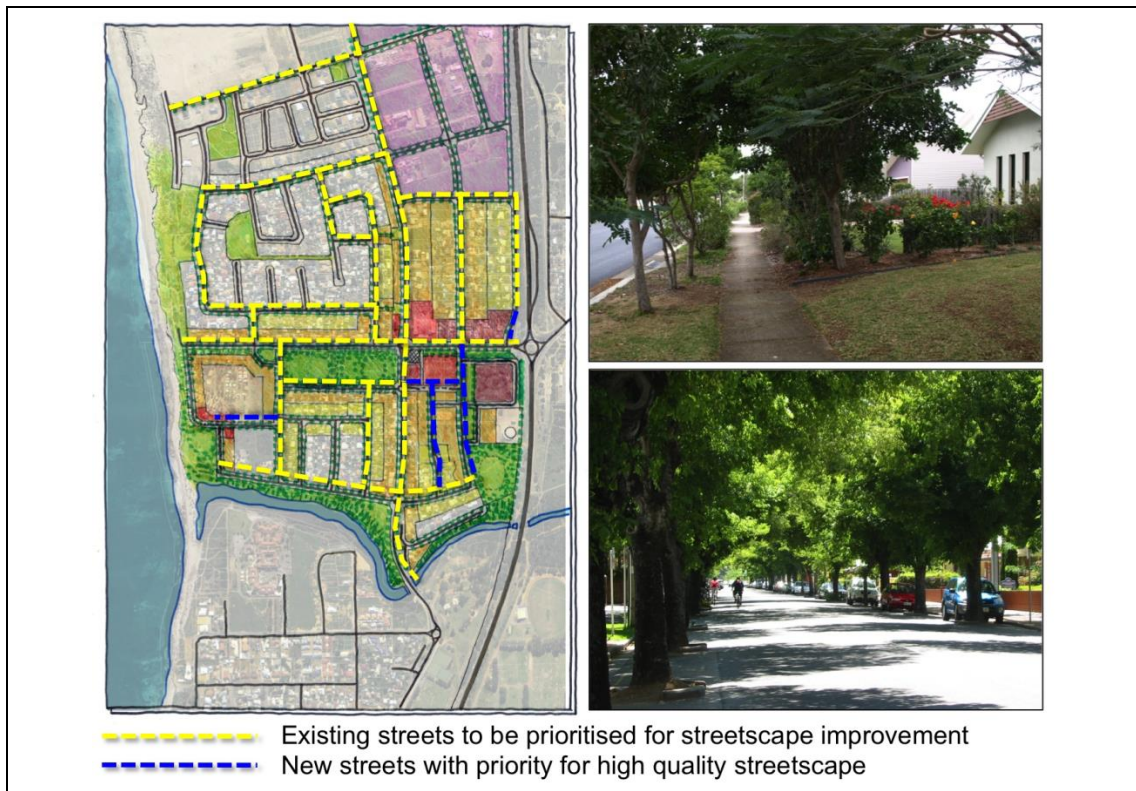 Existing streets to be prioritised for streetscape improvement
New streets with priority for high quality streetscape